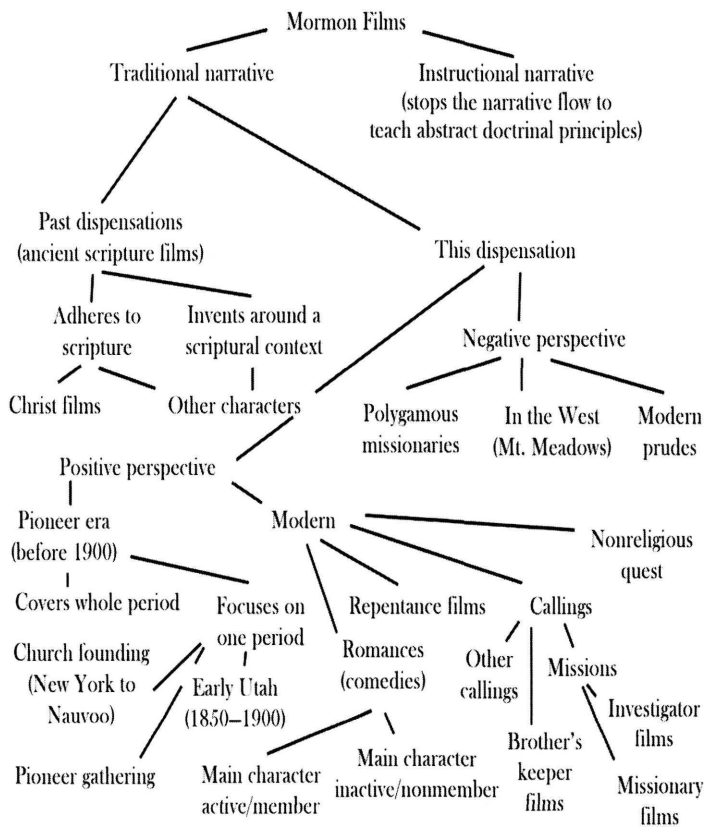 Mormon Films
Traditional narrative
Instructional narrative
(stops the narrative flow to
teach abstract doctrinal principles)
Past dispensations
(ancient scripture films)
This dispensation
Adheres to
scripture
Invents around a
scriptural context
Negative perspective
Christ films
Other characters
Polygamous
missionaries
In the West
(Mt. Meadows)
Modern
prudes
Positive perspective
Pioneer era
(before 1900)
Modern
Nonreligious
quest
Covers whole period
Focuses on
one period
Repentance films
Callings
Church founding
(New York to
Nauvoo)
Early Utah
(1850–1900)
Romances
(comedies)
Other
callings
Missions
Investigator
films
Pioneer gathering
Main character
active/member
Main character
inactive/nonmember
Brother's
keeper
films
Missionary
films